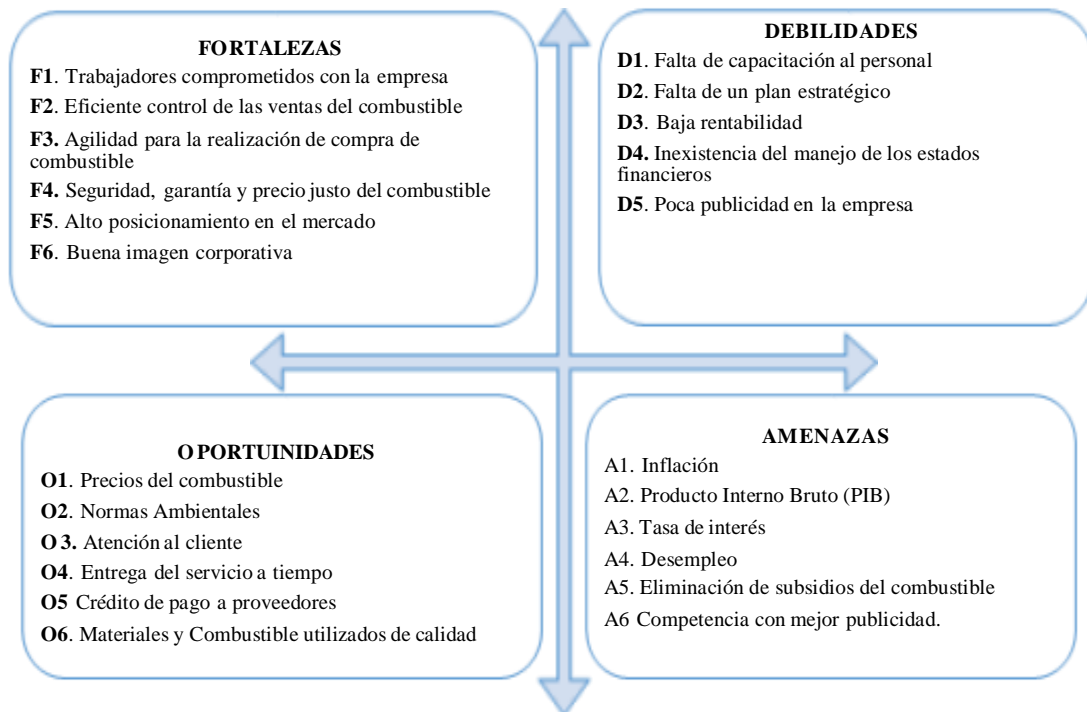 FORTALEZAS
F1. Trabajadores comprometidos con la empresa
F2. Eficiente control de las ventas del combustible
F3. Agilidad para la realización de compra de
combustible
F4. Seguridad, garantía y precio justo del combustible
F5. Alto posicionamiento en el mercado
F6. Buena imagen corporativa
DEBILIDADES
D1. Falta de capacitación al personal
D2. Falta de un plan estratégico
D3. Baja rentabilidad
D4. Inexistencia del manejo de los estados
financieros
D5. Poca publicidad en la empresa
OPORTUINIDADES
O1. Precios del combustible
O2. Normas Ambientales
O3. Atención al cliente
O4. Entrega del servicio a tiempo
O5 Crédito de pago a proveedores
O6. Materiales y Combustible utilizados de calidad
AMENAZAS
A1. Inflación
A2. Producto Interno Bruto (PIB)
A3. Tasa de interés
A4. Desempleo
A5. Eliminación de subsidios del combustible
A6 Competencia con mejor publicidad.